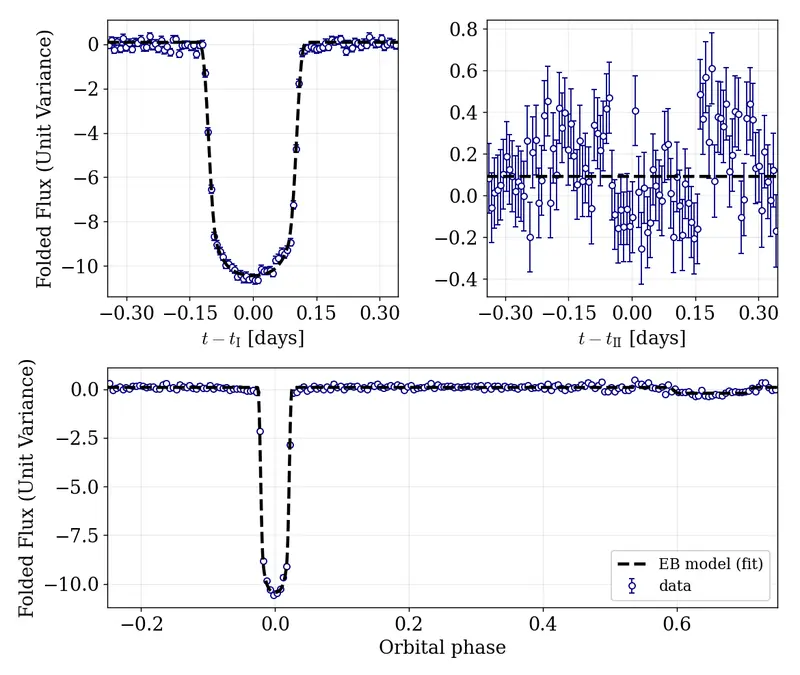 Folded Flux (Unit Variance)
0
−2
−4
−6
−8
−10
−0.30 −0.15 0.00 0.15 0.30
t − tI [days]
0.8
0.6
0.4
0.2
0.0
−0.2
−0.4
−0.30 −0.15 0.00 0.15 0.30
t − tII [days]
Folded Flux (Unit Variance)
0.0
−2.5
−5.0
−7.5
−10.0
−0.2 0.0 0.2 0.4 0.6
Orbital phase
EB model (fit)
data